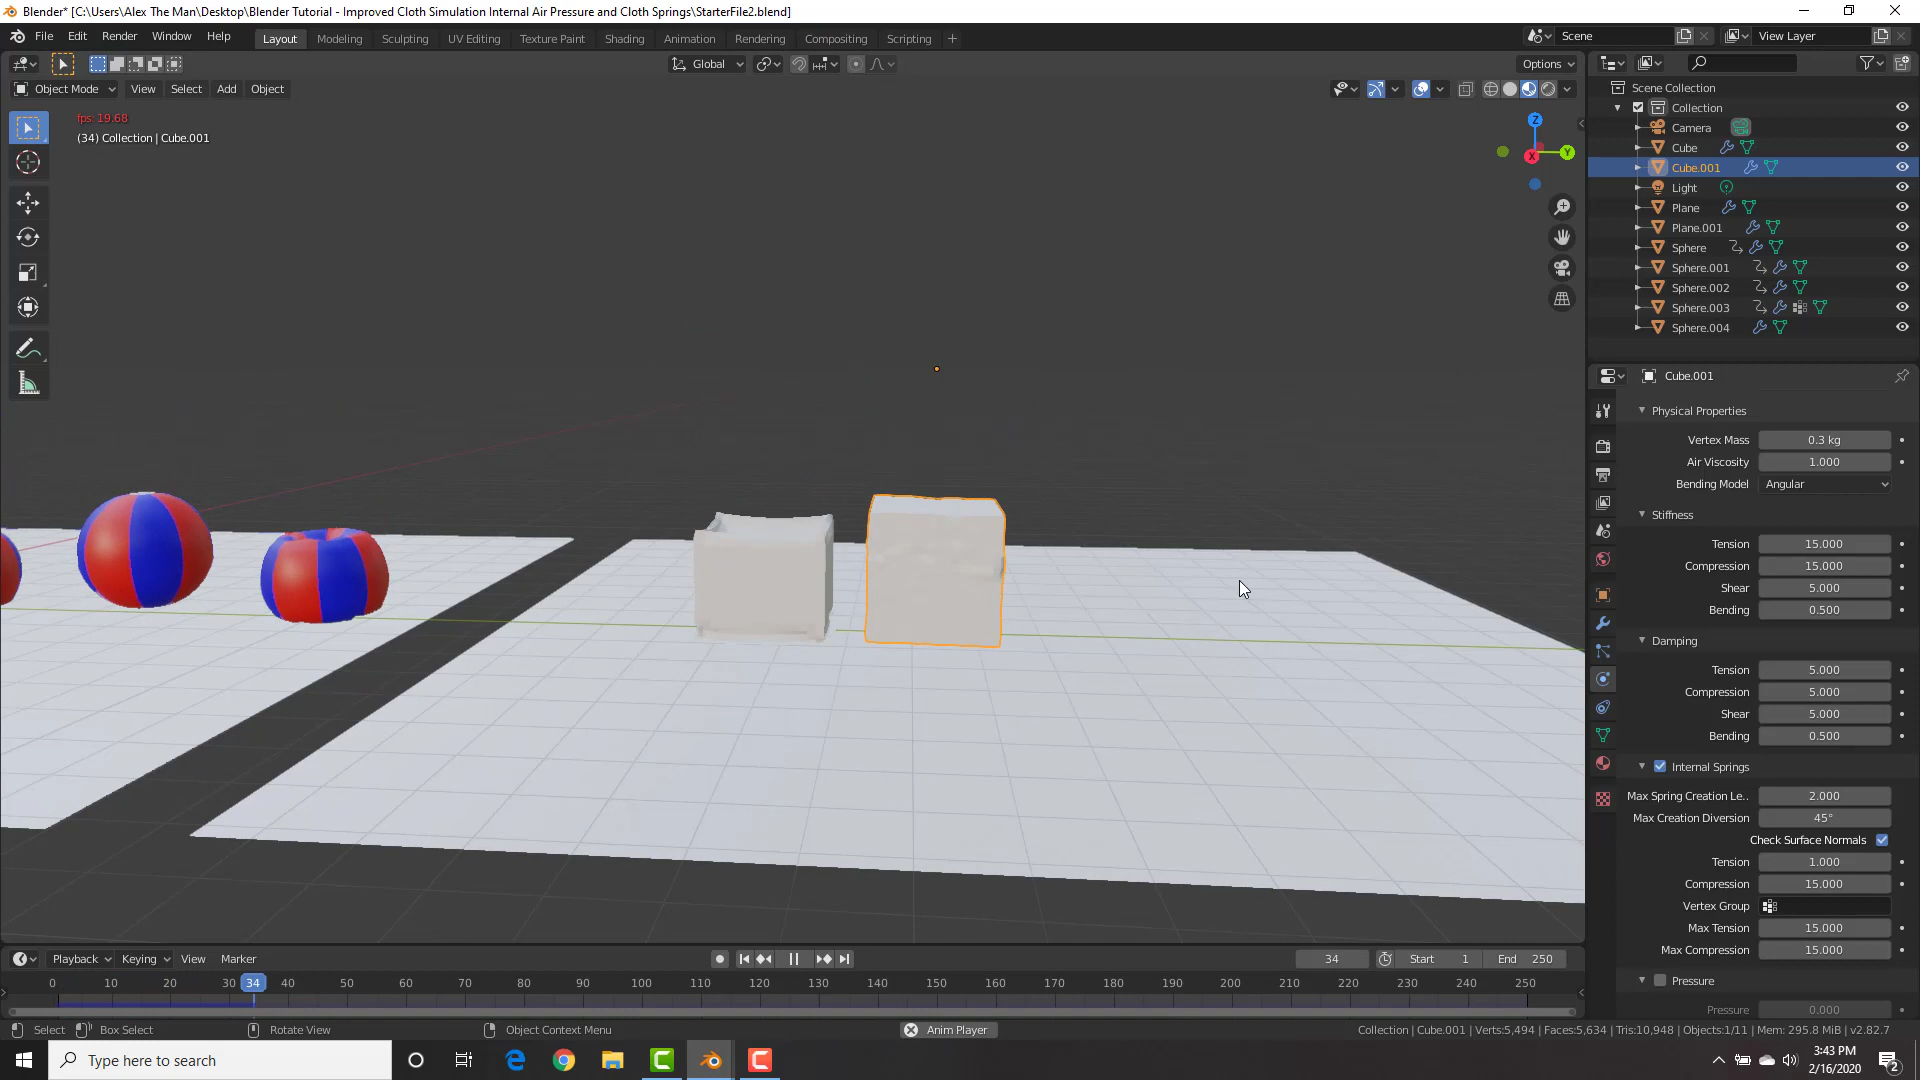 Blender* [C:\Users\Alex The Man\Desktop\Blender Tutorial - Improved Cloth Simulation Internal Air Pressure and Cloth Springs\StarterFile2.blend]
File Edit Render Window Help Layout Modeling Sculpting UV Editing Texture Paint Shading Animation Rendering Compositing Scripting Scene View Layer
Global Options
Object Mode View Select Add Object
fps: 19.68
(34) Collection | Cube.001
Z
Y
X
Scene Collection
Collection
Camera
Cube
Cube.001
Light
Plane
Plane.001
Sphere
Sphere.001
Sphere.002
Sphere.003
Sphere.004
Cube.001
Physical Properties
Vertex Mass 0.3 kg
Air Viscosity 1.000
Bending Model Angular
Stiffness
Tension 15.000
Compression 15.000
Shear 5.000
Bending 0.500
Damping
Tension 5.000
Compression 5.000
Shear 5.000
Bending 0.500
Internal Springs
Max Spring Creation Le.. 2.000
Max Creation Diversion 45°
Check Surface Normals
Tension 1.000
Compression 15.000
Vertex Group
Max Tension 15.000
Max Compression 15.000
Pressure
Pressure 0.000
Playback Keying View Marker 34 Start 1 End 250
0 10 20 30 34 40 50 60 70 80 90 100 110 120 130 140 150 160 170 180 190 200 210 220 230 240 250
Select Box Select Rotate View Object Context Menu Anim Player Collection | Cube.001 | Verts:5,494 | Faces:5,634 | Tris:10,948 | Objects:1/11 | Mem: 295.8 MiB | v2.82.7
Type here to search
3:43 PM
2/16/2020
2